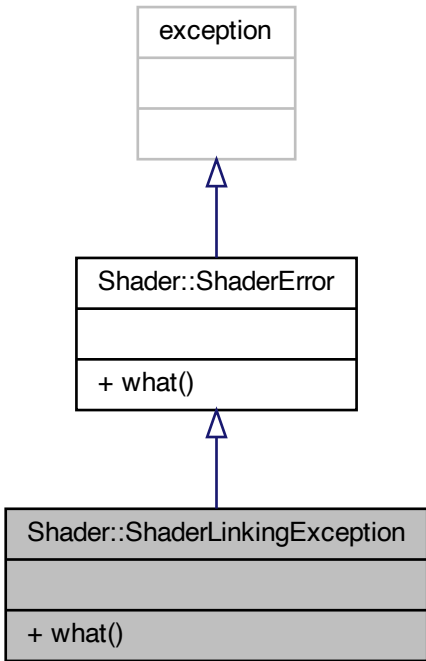 exception
Shader::ShaderError
+ what()
Shader::ShaderLinkingException
+ what()